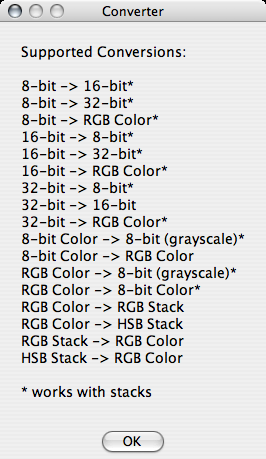 Converter
Supported Conversions:
8-bit -> 16-bit*
8-bit -> 32-bit*
8-bit -> RGB Color*
16-bit -> 8-bit*
16-bit -> 32-bit*
16-bit -> RGB Color*
32-bit -> 8-bit*
32-bit -> 16-bit
32-bit -> RGB Color*
8-bit Color -> 8-bit (grayscale)*
8-bit Color -> RGB Color
RGB Color -> 8-bit (grayscale)*
RGB Color -> 8-bit Color*
RGB Color -> RGB Stack
RGB Color -> HSB Stack
RGB Stack -> RGB Color
HSB Stack -> RGB Color
* works with stacks
OK